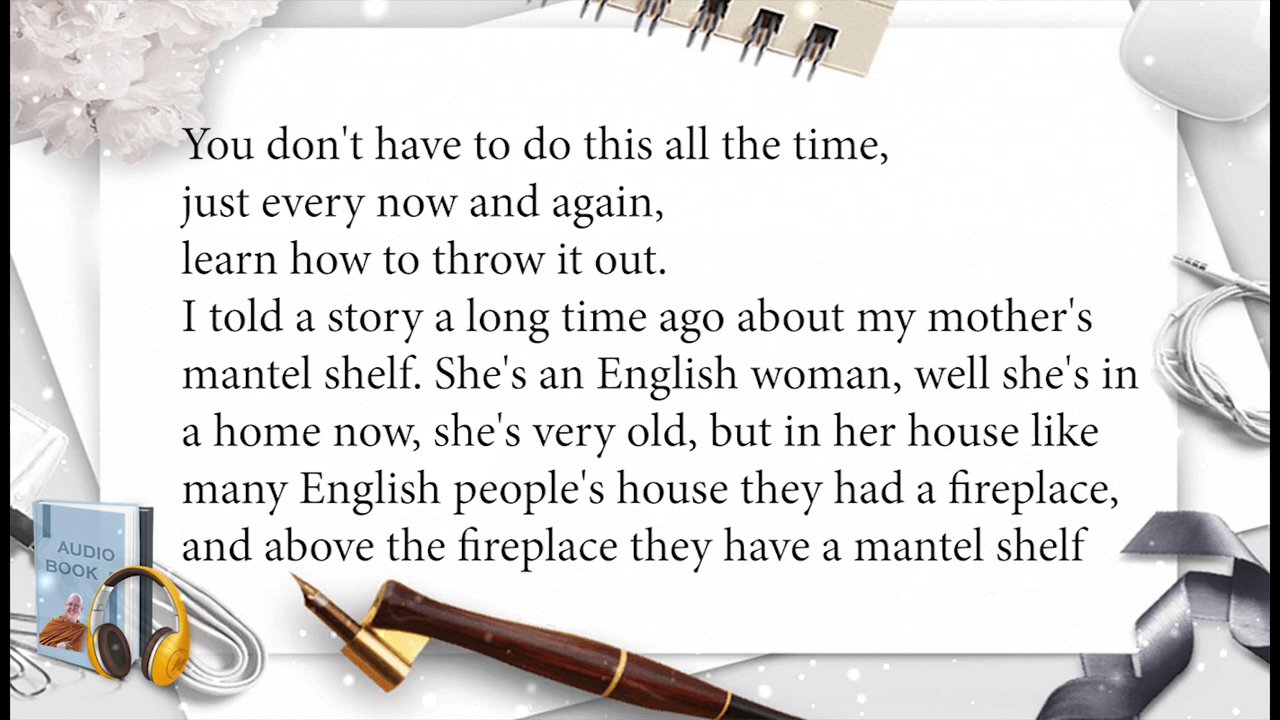 You don't have to do this all the time,
just every now and again,
learn how to throw it out.
I told a story a long time ago about my mother's
mantel shelf. She's an English woman, well she's in
a home now, she's very old, but in her house like
many English people's house they had a fireplace,
and above the fireplace they have a mantel shelf
AUDIO
BOOK